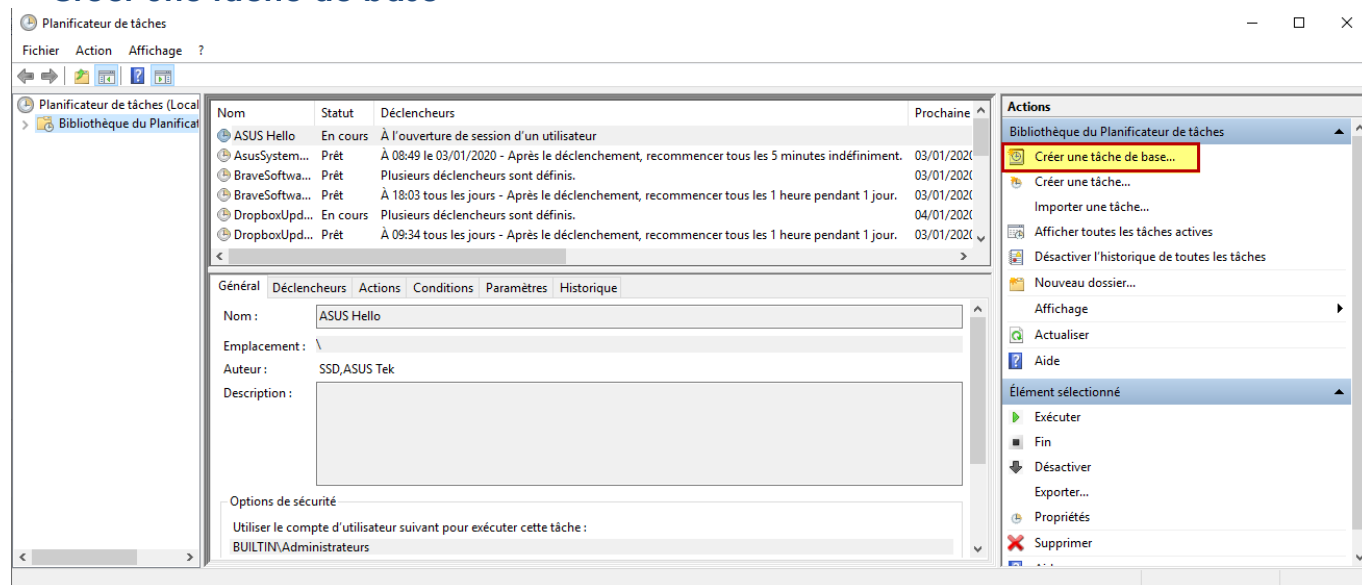 Créer une tâche de base
Planificateur de tâches
Fichier Action Affichage ?
Planificateur de tâches (Local
Bibliothèque du Planificat
Nom Statut Déclencheurs Prochaine
ASUS Hello En cours À l'ouverture de session d'un utilisateur
AsusSystem... Prêt À 08:49 le 03/01/2020 - Après le déclenchement, recommencer tous les 5 minutes indéfiniment. 03/01/202
BraveSoftwa... Prêt Plusieurs déclencheurs sont définis. 03/01/202
BraveSoftwa... Prêt À 18:03 tous les jours - Après le déclenchement, recommencer tous les 1 heure pendant 1 jour. 03/01/202
DropboxUpd... En cours Plusieurs déclencheurs sont définis. 04/01/202
DropboxUpd... Prêt À 09:34 tous les jours - Après le déclenchement, recommencer tous les 1 heure pendant 1 jour. 03/01/202
Général Déclencheurs Actions Conditions Paramètres Historique
Nom : ASUS Hello
Emplacement : \
Auteur : SSD,ASUS Tek
Description :
Options de sécurité
Utiliser le compte d'utilisateur suivant pour exécuter cette tâche :
BUILTIN\Administrateurs
Actions
Bibliothèque du Planificateur de tâches
Créer une tâche de base...
Créer une tâche...
Importer une tâche...
Afficher toutes les tâches actives
Désactiver l'historique de toutes les tâches
Nouveau dossier...
Affichage
Actualiser
Aide
Élément sélectionné
Exécuter
Fin
Désactiver
Exporter...
Propriétés
Supprimer